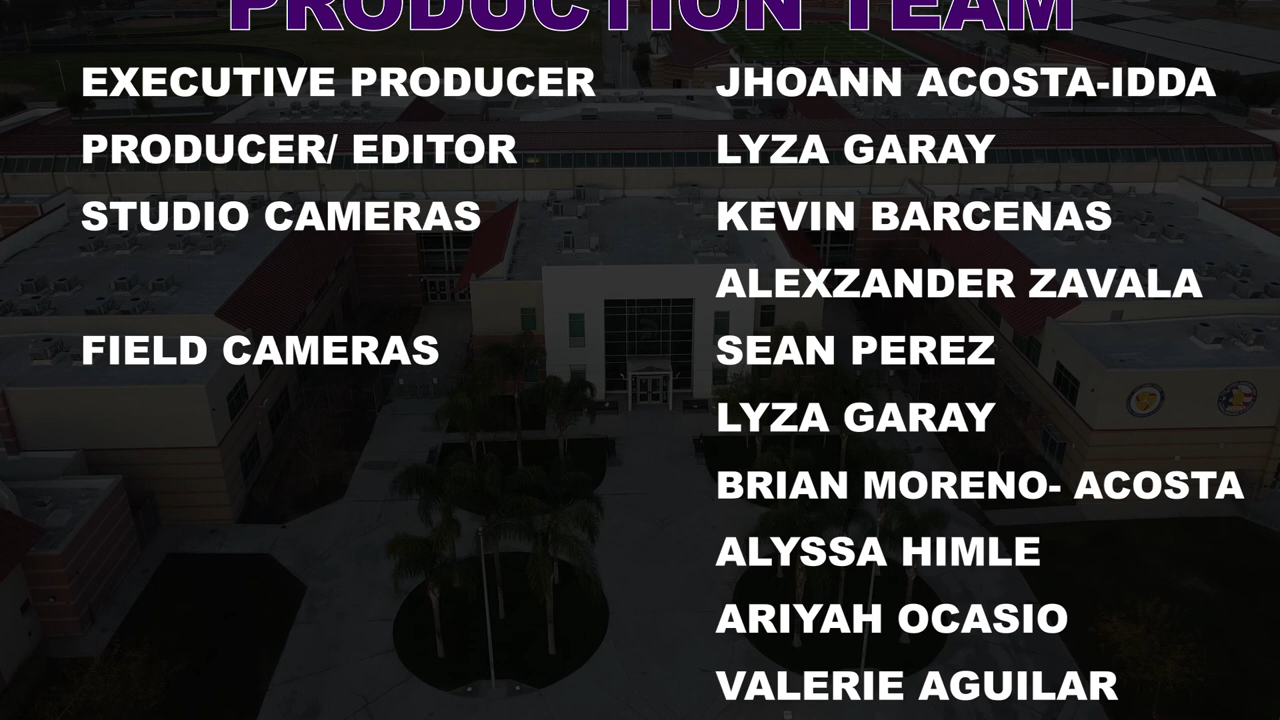 PRODUCTION TEAM
EXECUTIVE PRODUCER JHOANN ACOSTA-IDDA
PRODUCER/ EDITOR LYZA GARAY
STUDIO CAMERAS KEVIN BARCENAS
ALEXZANDER ZAVALA
FIELD CAMERAS SEAN PEREZ
LYZA GARAY
BRIAN MORENO- ACOSTA
ALYSSA HIMLE
ARIYAH OCASIO
VALERIE AGUILAR